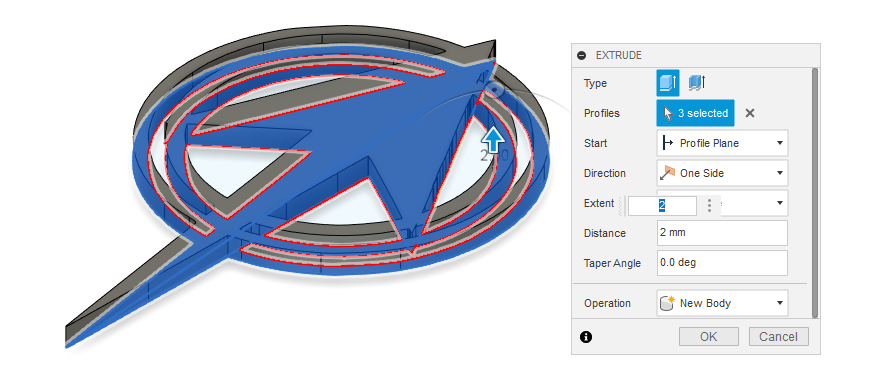 EXTRUDE
Type
Profiles 3 selected
Start Profile Plane
Direction One Side
Extent 2
Distance 2 mm
Taper Angle 0.0 deg
Operation New Body
OK Cancel